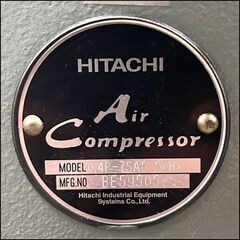 HITACHI
Air
Compressor
MODEL
MFG.NO
Hitachi Industrial Equipment
Systems Co., Ltd.